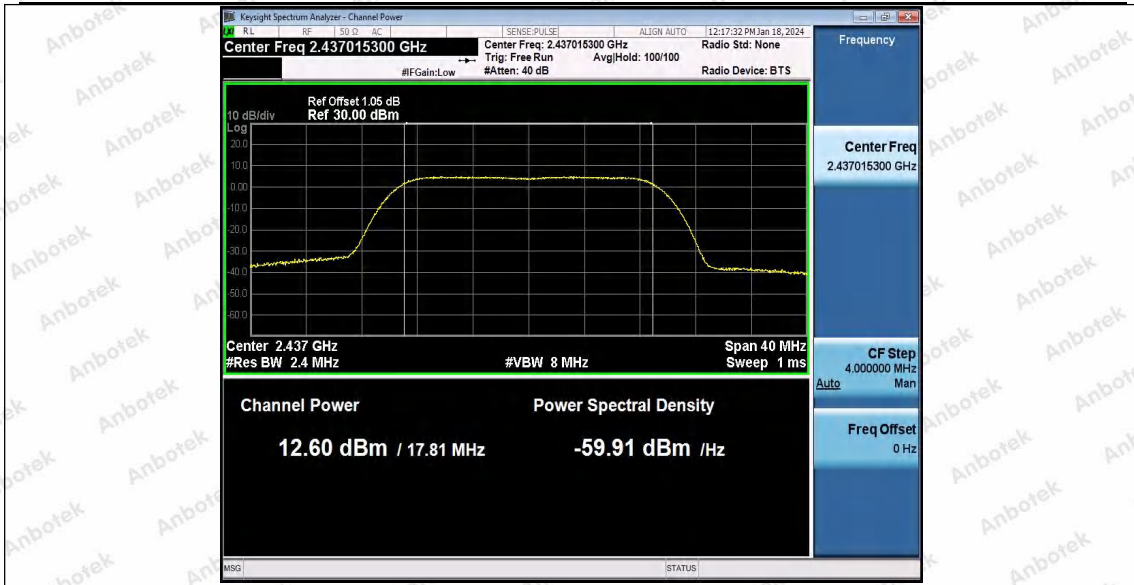 Keysight Spectrum Analyzer - Channel Power
RL RF 50 Ω AC SENSE:PULSE ALIGN AUTO 12:17:32 PM Jan 18, 2024
Center Freq 2.437015300 GHz
Center Freq: 2.437015300 GHz Radio Std: None
Trig: Free Run Avg|Hold: 100/100
#IFGain:Low #Atten: 40 dB Radio Device: BTS
Ref Offset 1.05 dB
10 dB/div Ref 30.00 dBm
Log
20.0
10.0
0.00
-10.0
-20.0
-30.0
-40.0
-50.0
-60.0
Center 2.437 GHz Span 40 MHz
#Res BW 2.4 MHz #VBW 8 MHz Sweep 1 ms
Channel Power Power Spectral Density
12.60 dBm / 17.81 MHz -59.91 dBm /Hz
MSG STATUS
Frequency
Center Freq
2.437015300 GHz
CF Step
4.000000 MHz
Auto Man
Freq Offset
0 Hz
Anbotek